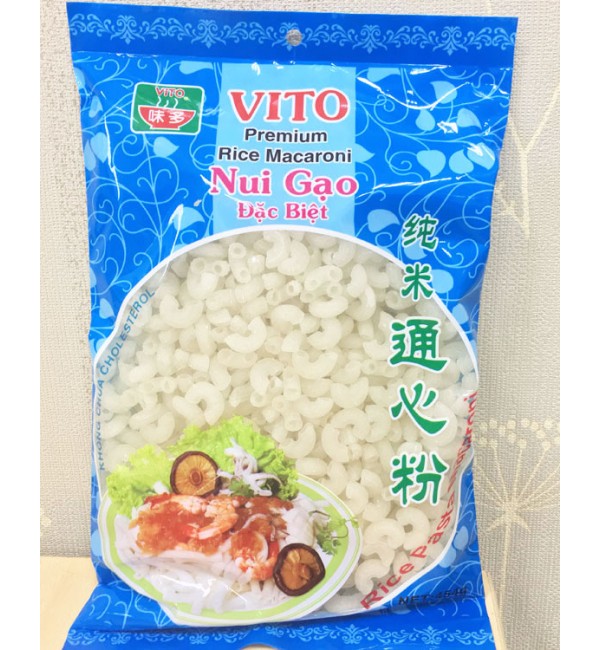 VITO
味多
VITO
Premium
Rice Macaroni
Nui Gạo
Đặc Biệt
纯米通心粉
KHÔNG CHỨA CHOLESTEROL
Rice Pasta
NET